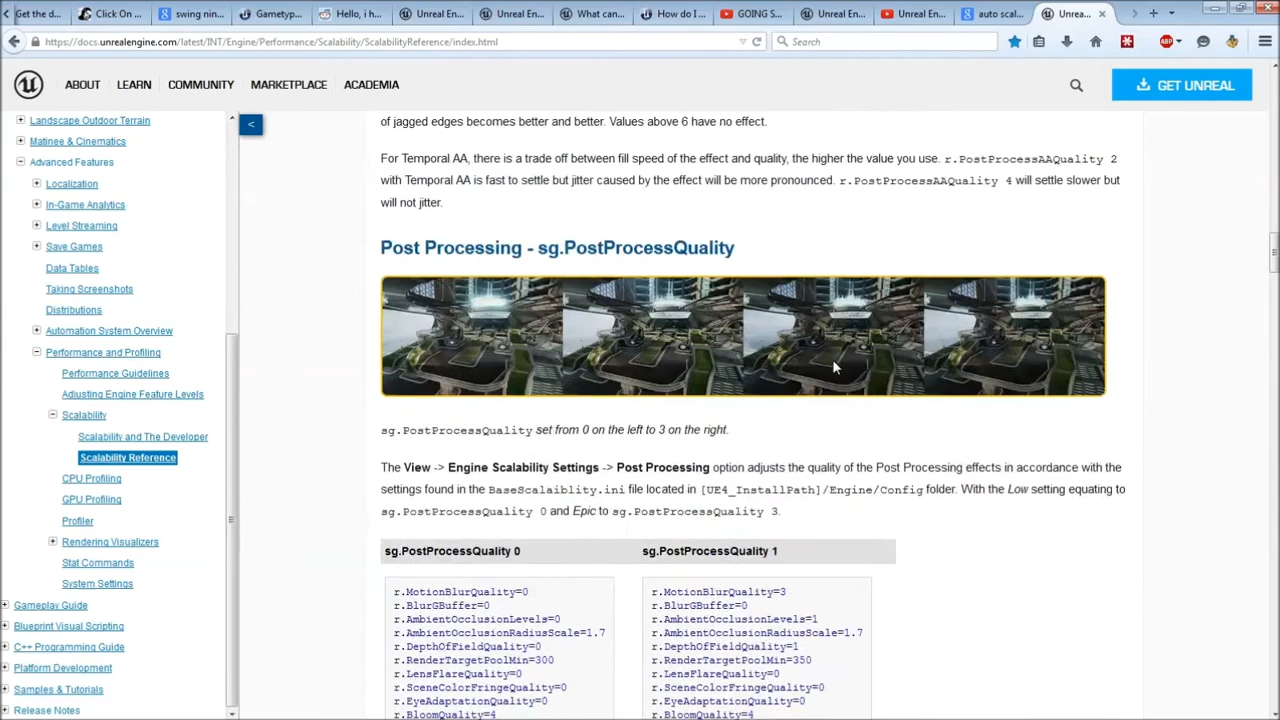 Get the d...
Click On ...
swing nin...
Gametyp...
Hello, i h...
Unreal En...
Unreal En...
What can...
How do I ...
GOING S...
Unreal En...
Unreal En...
auto scal...
Unrea...
https://docs.unrealengine.com/latest/INT/Engine/Performance/Scalability/ScalabilityReference/index.html
Search
ABP
ABOUT
LEARN
COMMUNITY
MARKETPLACE
ACADEMIA
GET UNREAL
<
Landscape Outdoor Terrain
Matinee & Cinematics
Advanced Features
Localization
In-Game Analytics
Level Streaming
Save Games
Data Tables
Taking Screenshots
Distributions
Automation System Overview
Performance and Profiling
Performance Guidelines
Adjusting Engine Feature Levels
Scalability
Scalability and The Developer
Scalability Reference
CPU Profiling
GPU Profiling
Profiler
Rendering Visualizers
Stat Commands
System Settings
Gameplay Guide
Blueprint Visual Scripting
C++ Programming Guide
Platform Development
Samples & Tutorials
Release Notes
of jagged edges becomes better and better. Values above 6 have no effect.
For Temporal AA, there is a trade off between fill speed of the effect and quality, the higher the value you use. r.PostProcessAAQuality 2
with Temporal AA is fast to settle but jitter caused by the effect will be more pronounced. r.PostProcessAAQuality 4 will settle slower but
will not jitter.
Post Processing - sg.PostProcessQuality
sg.PostProcessQuality set from 0 on the left to 3 on the right.
The View -> Engine Scalability Settings -> Post Processing option adjusts the quality of the Post Processing effects in accordance with the
settings found in the BaseScalaiblity.ini file located in [UE4_InstallPath]/Engine/Config folder. With the Low setting equating to
sg.PostProcessQuality 0 and Epic to sg.PostProcessQuality 3.
sg.PostProcessQuality 0
r.MotionBlurQuality=0
r.BlurGBuffer=0
r.AmbientOcclusionLevels=0
r.AmbientOcclusionRadiusScale=1.7
r.DepthOfFieldQuality=0
r.RenderTargetPoolMin=300
r.LensFlareQuality=0
r.SceneColorFringeQuality=0
r.EyeAdaptationQuality=0
r.BloomQuality=4
sg.PostProcessQuality 1
r.MotionBlurQuality=3
r.BlurGBuffer=0
r.AmbientOcclusionLevels=1
r.AmbientOcclusionRadiusScale=1.7
r.DepthOfFieldQuality=1
r.RenderTargetPoolMin=350
r.LensFlareQuality=0
r.SceneColorFringeQuality=0
r.EyeAdaptationQuality=0
r.BloomQuality=4